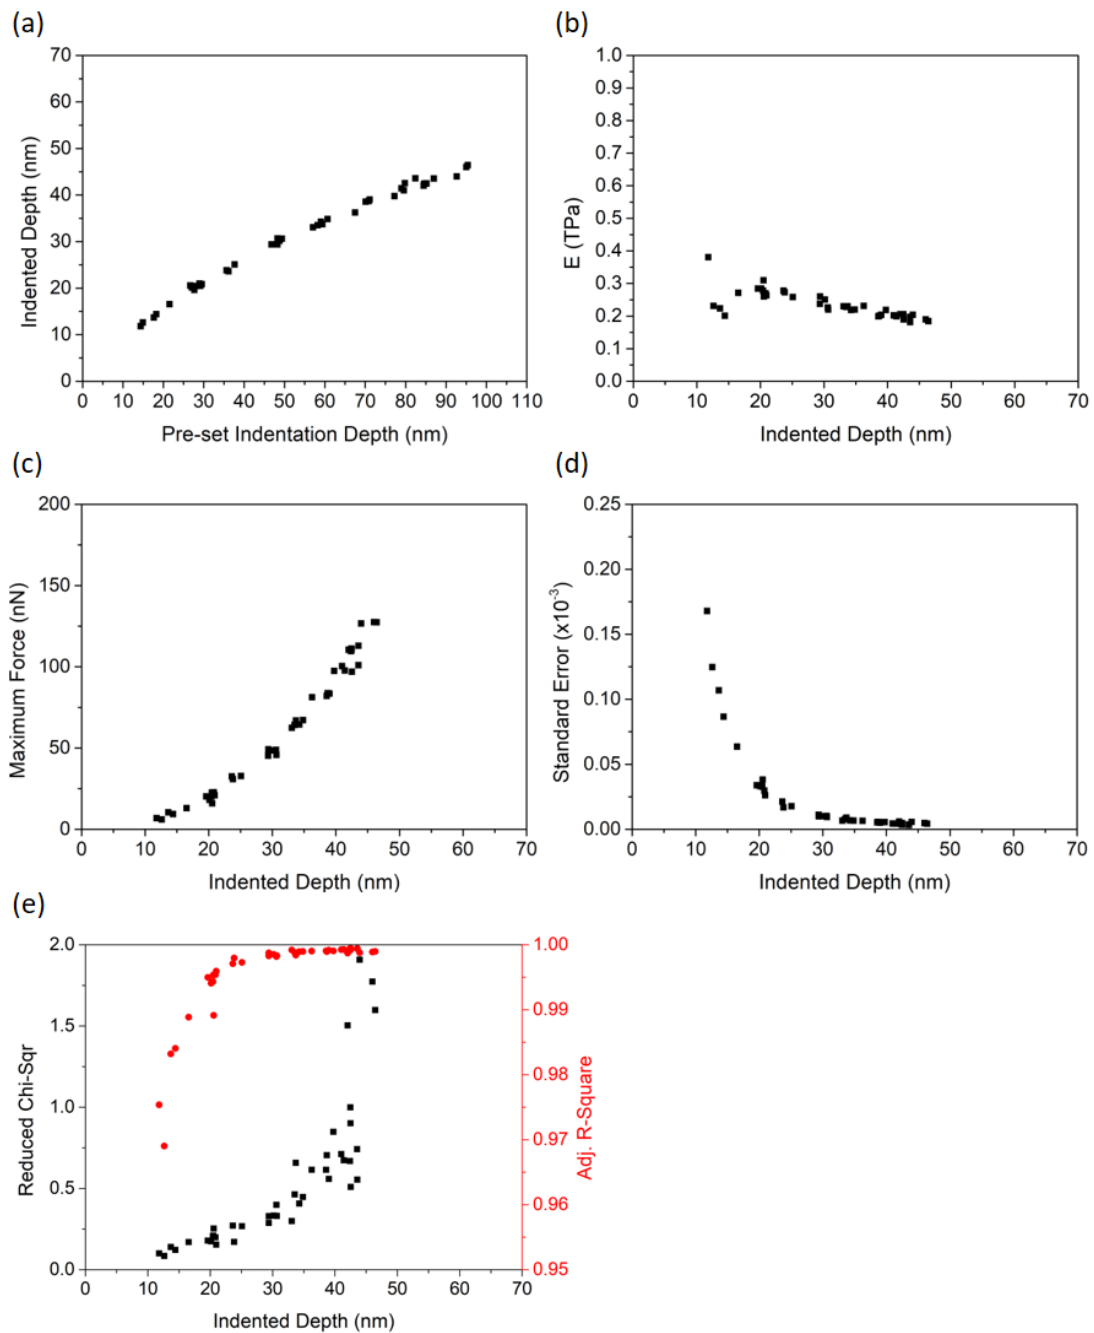 (a)
70
60
50
40
30
20
10
0
Indented Depth (nm)
0 10 20 30 40 50 60 70 80 90 100 110
Pre-set Indentation Depth (nm)
(b)
1.0
0.9
0.8
0.7
0.6
0.5
0.4
0.3
0.2
0.1
0.0
E (TPa)
0 10 20 30 40 50 60 70
Indented Depth (nm)
(c)
200
150
100
50
0
Maximum Force (nN)
0 10 20 30 40 50 60 70
Indented Depth (nm)
(d)
0.25
0.20
0.15
0.10
0.05
0.00
Standard Error (x10⁻³)
0 10 20 30 40 50 60 70
Indented Depth (nm)
(e)
2.0
1.5
1.0
0.5
0.0
Reduced Chi-Sqr
1.00
0.99
0.98
0.97
0.96
0.95
Adj. R-Square
0 10 20 30 40 50 60 70
Indented Depth (nm)